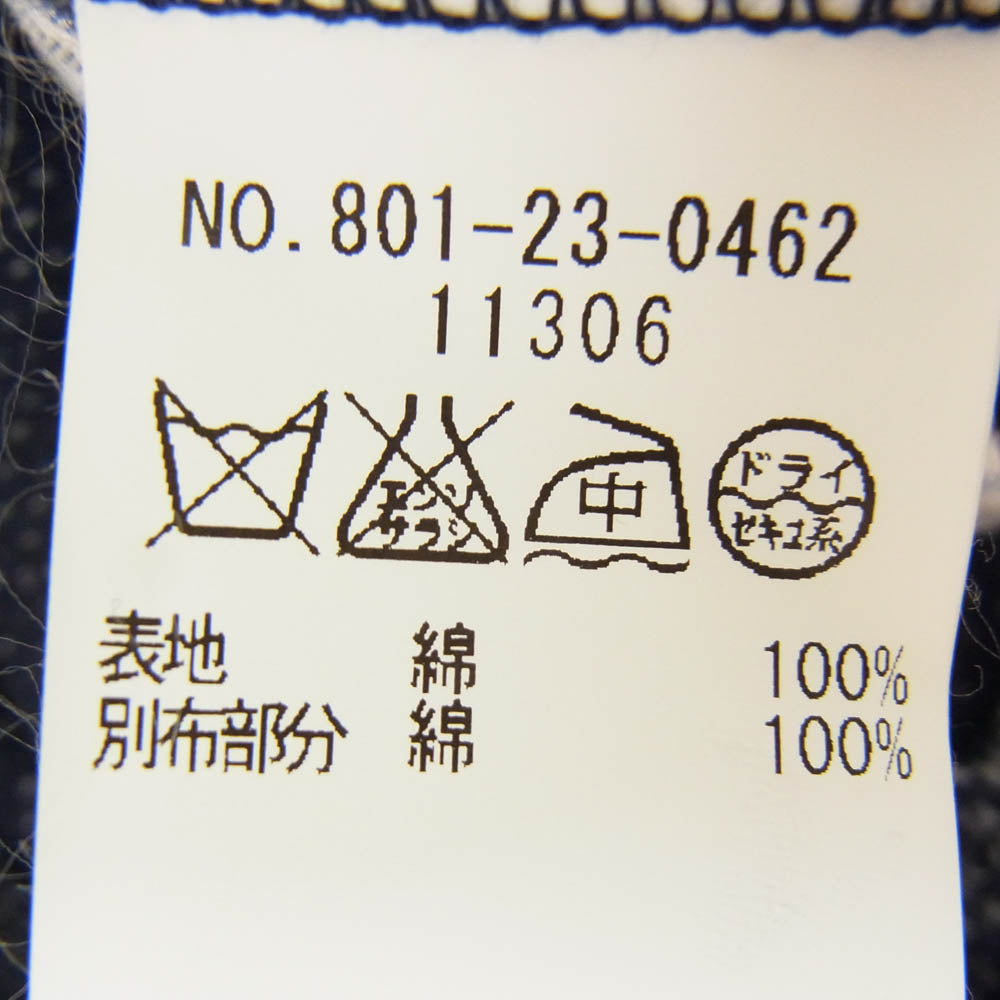 NO. 801-23-0462
11306
エンソ
サラシ
中
ドライ
セキユ系
表地 綿 100%
別布部分 綿 100%